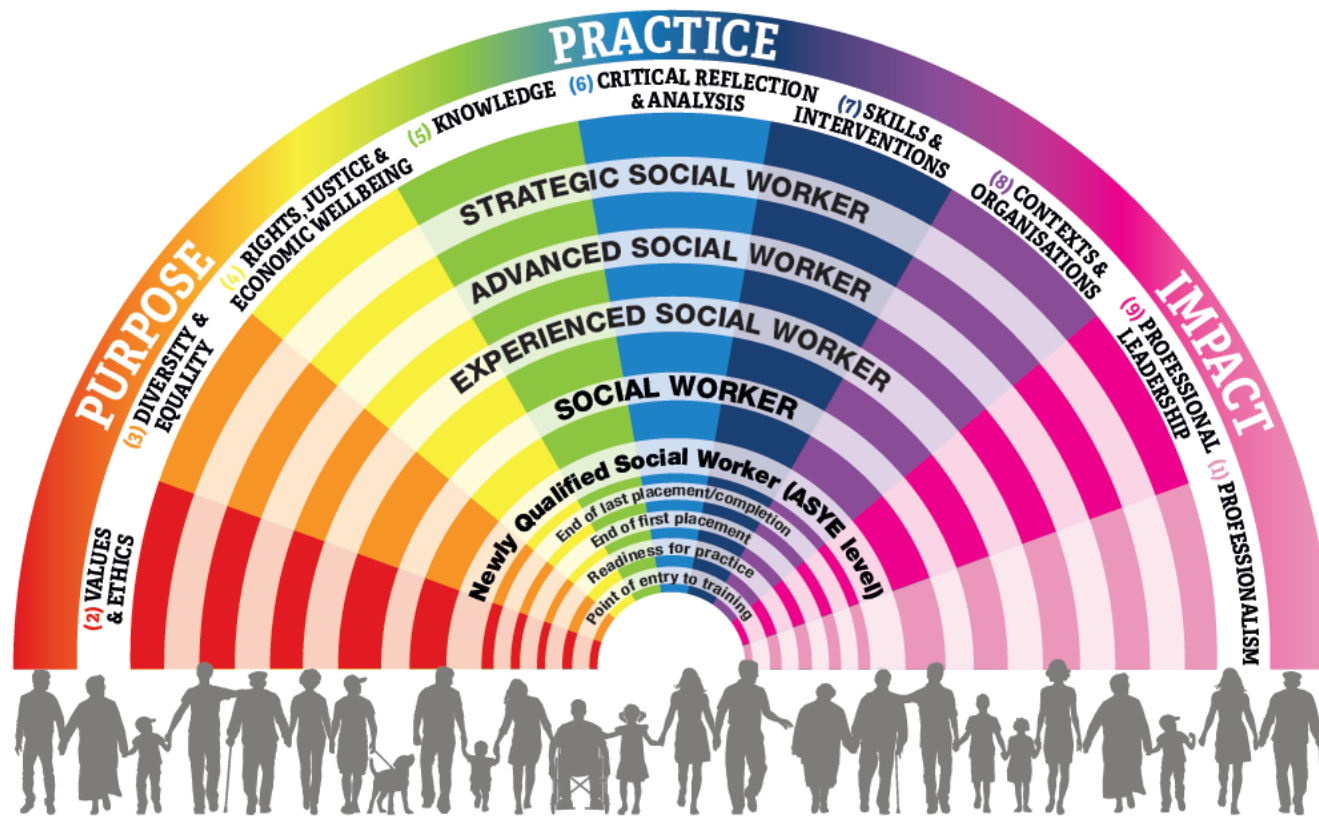 PURPOSE
PRACTICE
IMPACT
(2) VALUES
& ETHICS
(3) DIVERSITY &
EQUALITY
(4) RIGHTS, JUSTICE &
ECONOMIC WELLBEING
(5) KNOWLEDGE
(6) CRITICAL REFLECTION
& ANALYSIS
(7) SKILLS &
INTERVENTIONS
(8) CONTEXTS &
ORGANISATIONS
(9) PROFESSIONAL
LEADERSHIP
(1) PROFESSIONALISM
STRATEGIC SOCIAL WORKER
ADVANCED SOCIAL WORKER
EXPERIENCED SOCIAL WORKER
SOCIAL WORKER
Newly Qualified Social Worker (ASYE level)
End of last placement/completion
End of first placement
Readiness for practice
Point of entry to training